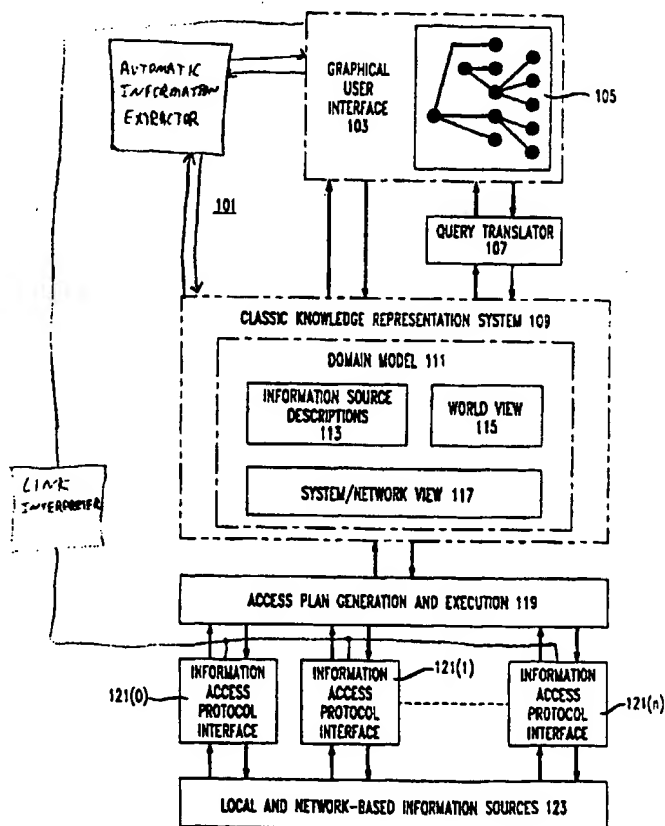 AUTOMATIC
INFORMATION
EXTRACTOR
GRAPHICAL
USER
INTERFACE
103
105
101
QUERY TRANSLATOR
107
CLASSIC KNOWLEDGE REPRESENTATION SYSTEM 109
DOMAIN MODEL 111
INFORMATION SOURCE
DESCRIPTIONS
113
WORLD VIEW
115
SYSTEM/NETWORK VIEW 117
LINK
INTERPRETER
ACCESS PLAN GENERATION AND EXECUTION 119
121(0)
INFORMATION
ACCESS
PROTOCOL
INTERFACE
INFORMATION
ACCESS
PROTOCOL
INTERFACE
121(1)
INFORMATION
ACCESS
PROTOCOL
INTERFACE
121(n)
LOCAL AND NETWORK-BASED INFORMATION SOURCES 123